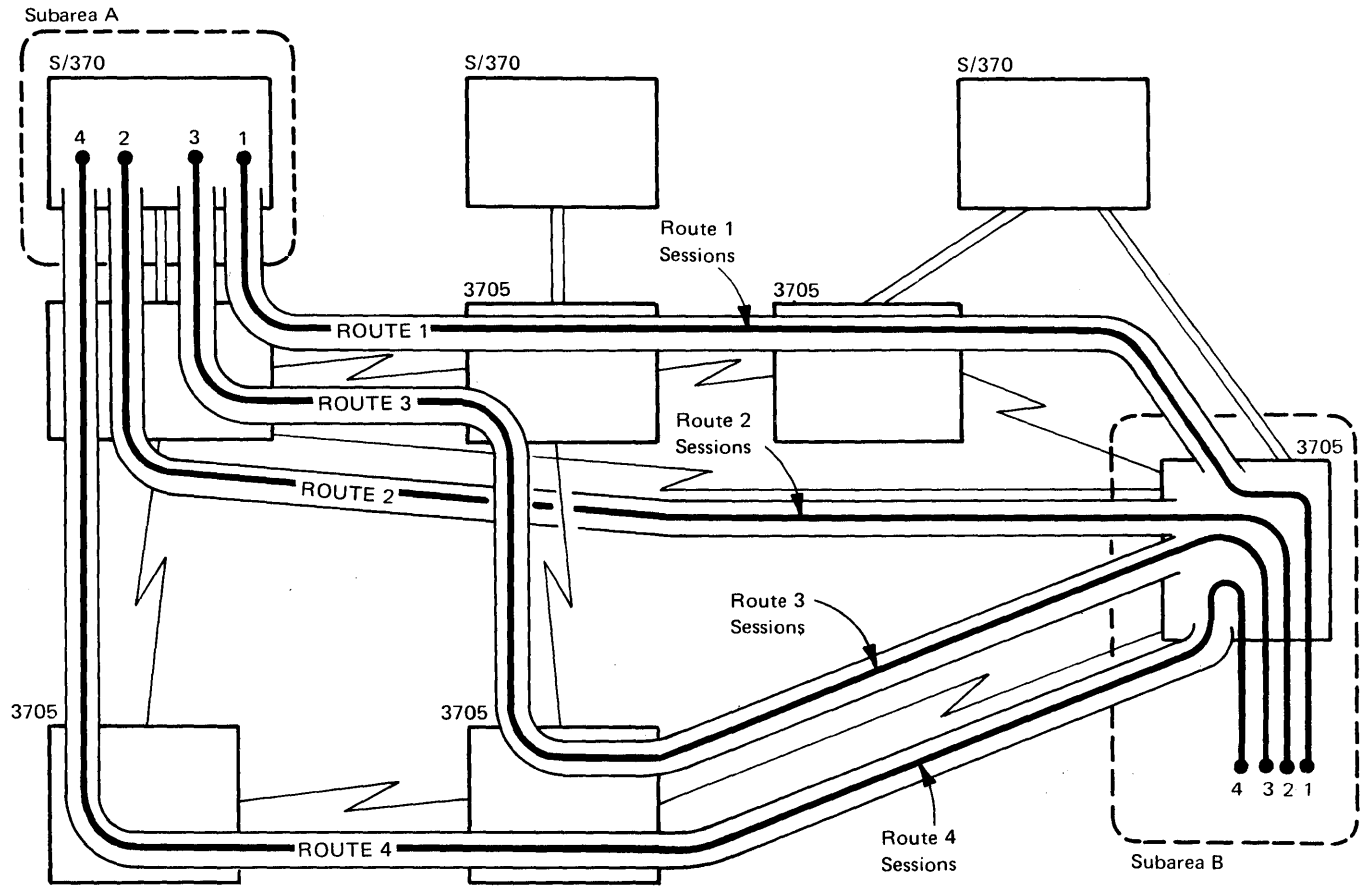 Subarea A
S/370
S/370
S/370
4 2 3 1
Route 1
Sessions
3705
3705
ROUTE 1
ROUTE 3
Route 2
Sessions
3705
ROUTE 2
Route 3
Sessions
3705
3705
4 3 2 1
ROUTE 4
Route 4
Sessions
Subarea B